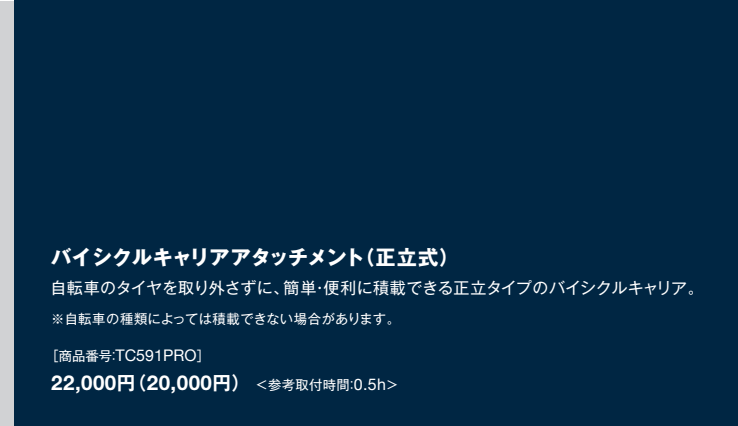 バイシクルキャリアアタッチメント（正立式）
自転車のタイヤを取り外さずに、簡単･便利に積載できる正立タイプのバイシクルキャリア。
※自転車の種類によっては積載できない場合があります。
［商品番号:TC591PRO］
22,000円（20,000円） ＜参考取付時間:0.5h＞